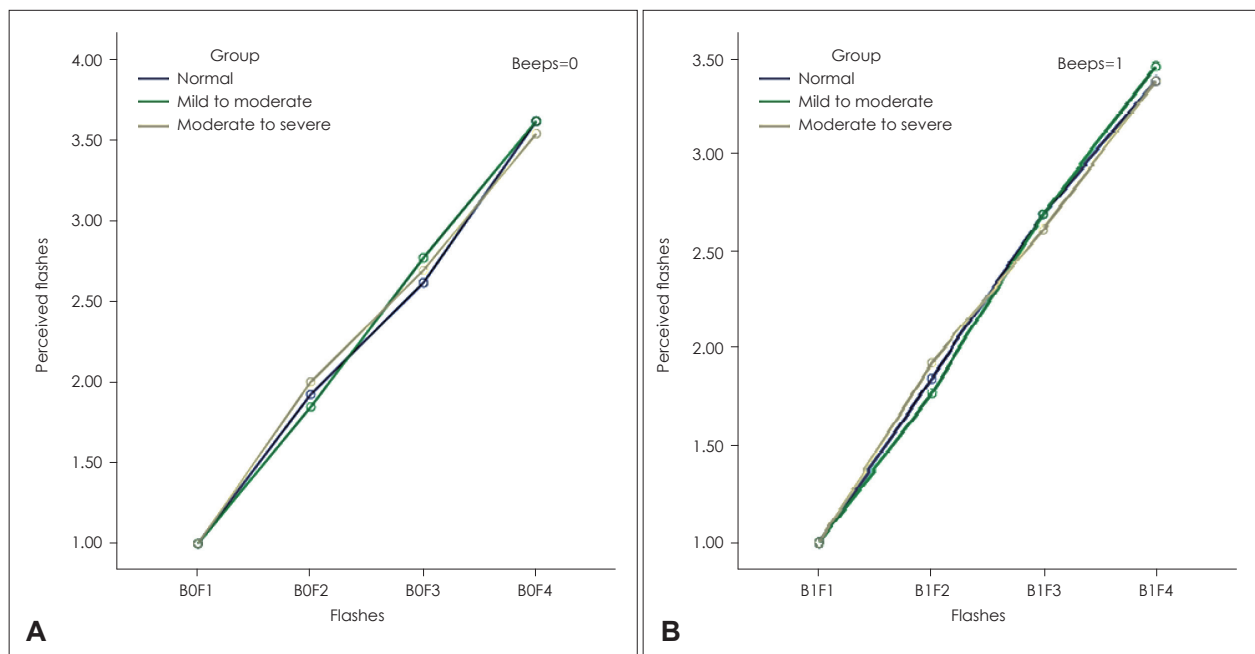 Group
Beeps=0
Normal
Mild to moderate
Moderate to severe
4.00
3.50
3.00
2.50
2.00
1.50
1.00
Perceived flashes
B0F1 B0F2 B0F3 B0F4
Flashes
A
Group
Beeps=1
Normal
Mild to moderate
Moderate to severe
3.50
3.00
2.50
2.00
1.50
1.00
Perceived flashes
B1F1 B1F2 B1F3 B1F4
Flashes
B